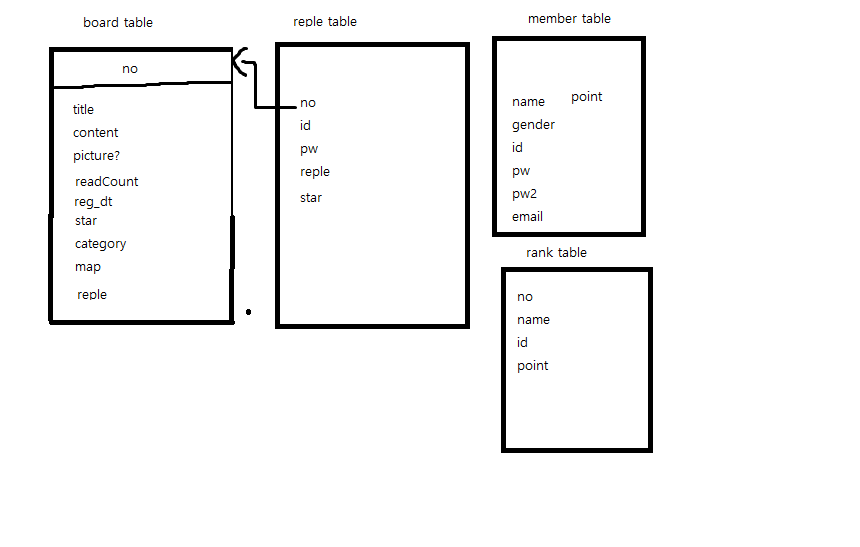 board table
no
title
content
picture?
readCount
reg_dt
star
category
map
reple
reple table
no
id
pw
reple
star
member table
name point
gender
id
pw
pw2
email
rank table
no
name
id
point